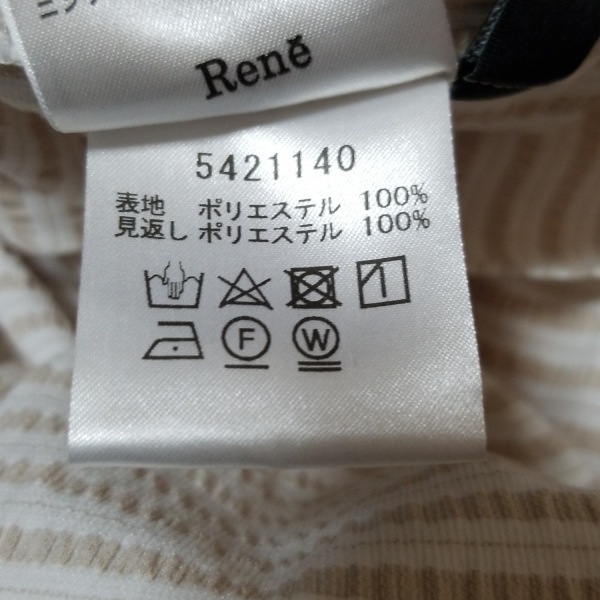 René
5421140
表地 ポリエステル 100%
見返し ポリエステル 100%
F W